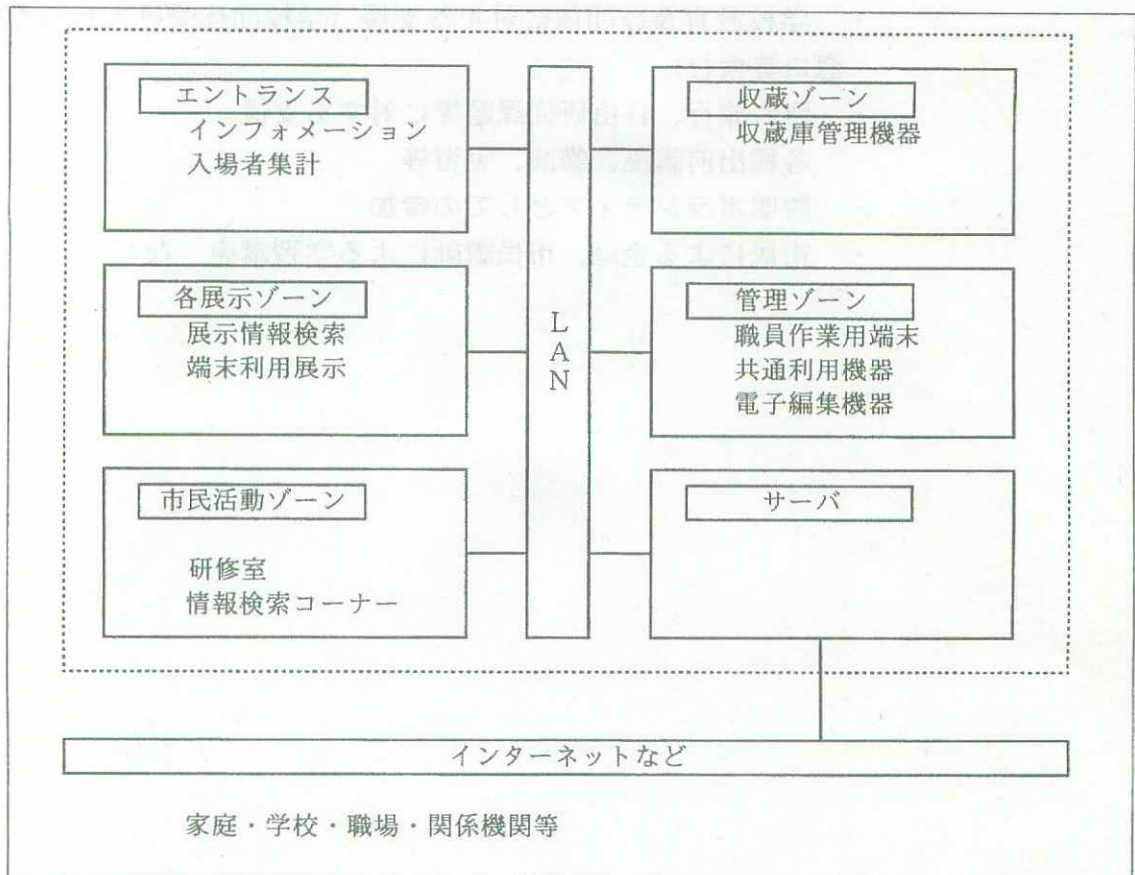 エントランス
インフォメーション
入場者集計
各展示ゾーン
展示情報検索
端末利用展示
市民活動ゾーン
研修室
情報検索コーナー
LAN
収蔵ゾーン
収蔵庫管理機器
管理ゾーン
職員作業用端末
共通利用機器
電子編集機器
サーバ
インターネットなど
家庭・学校・職場・関係機関等